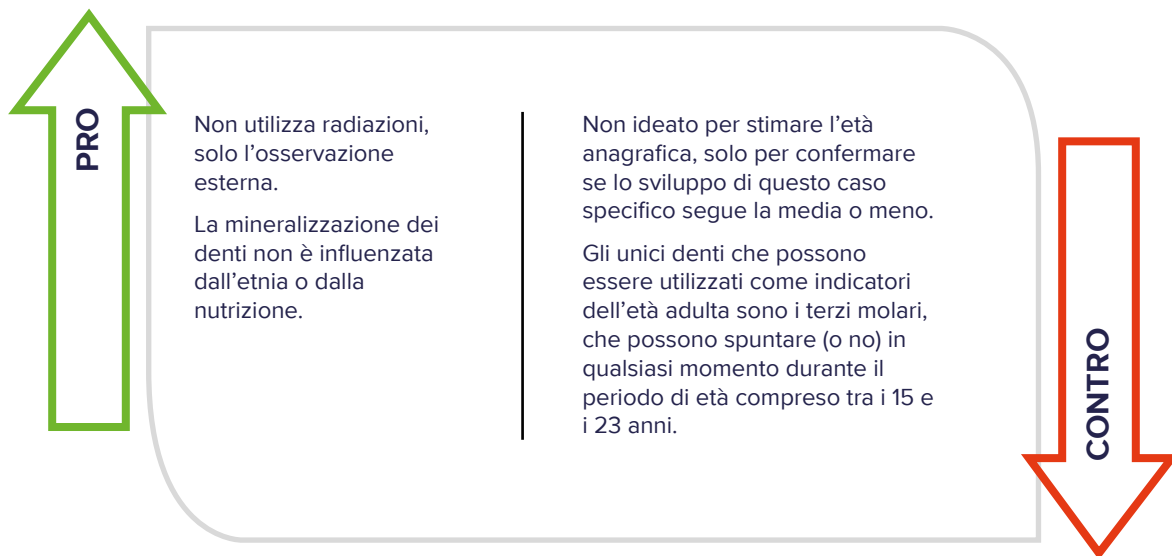 PRO
Non utilizza radiazioni,
solo l’osservazione
esterna.
La mineralizzazione dei
denti non è influenzata
dall’etnia o dalla
nutrizione.
Non ideato per stimare l’età
anagrafica, solo per confermare
se lo sviluppo di questo caso
specifico segue la media o meno.
Gli unici denti che possono
essere utilizzati come indicatori
dell’età adulta sono i terzi molari,
che possono spuntare (o no) in
qualsiasi momento durante il
periodo di età compreso tra i 15 e
i 23 anni.
CONTRO